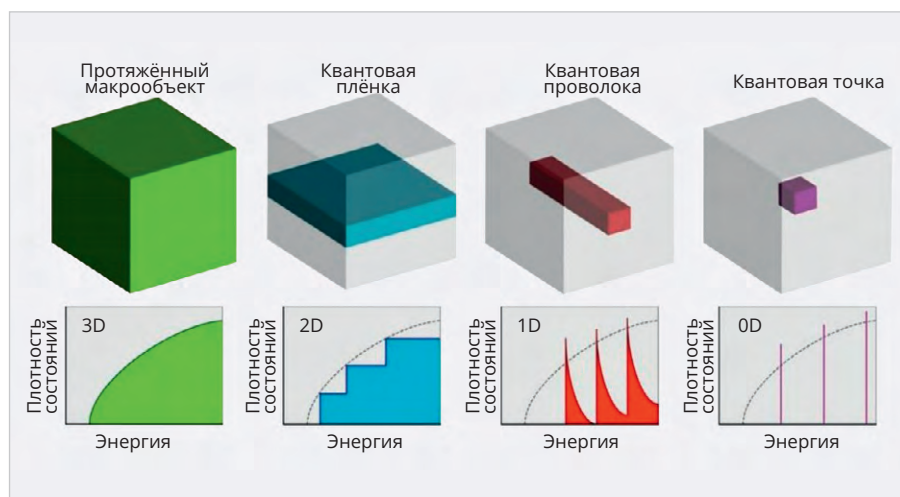 Протяжённый
макрообъект
Квантовая
плёнка
Квантовая
проволока
Квантовая точка
Плотность
состояний
3D
Энергия
Плотность
состояний
2D
Энергия
Плотность
состояний
1D
Энергия
Плотность
состояний
0D
Энергия